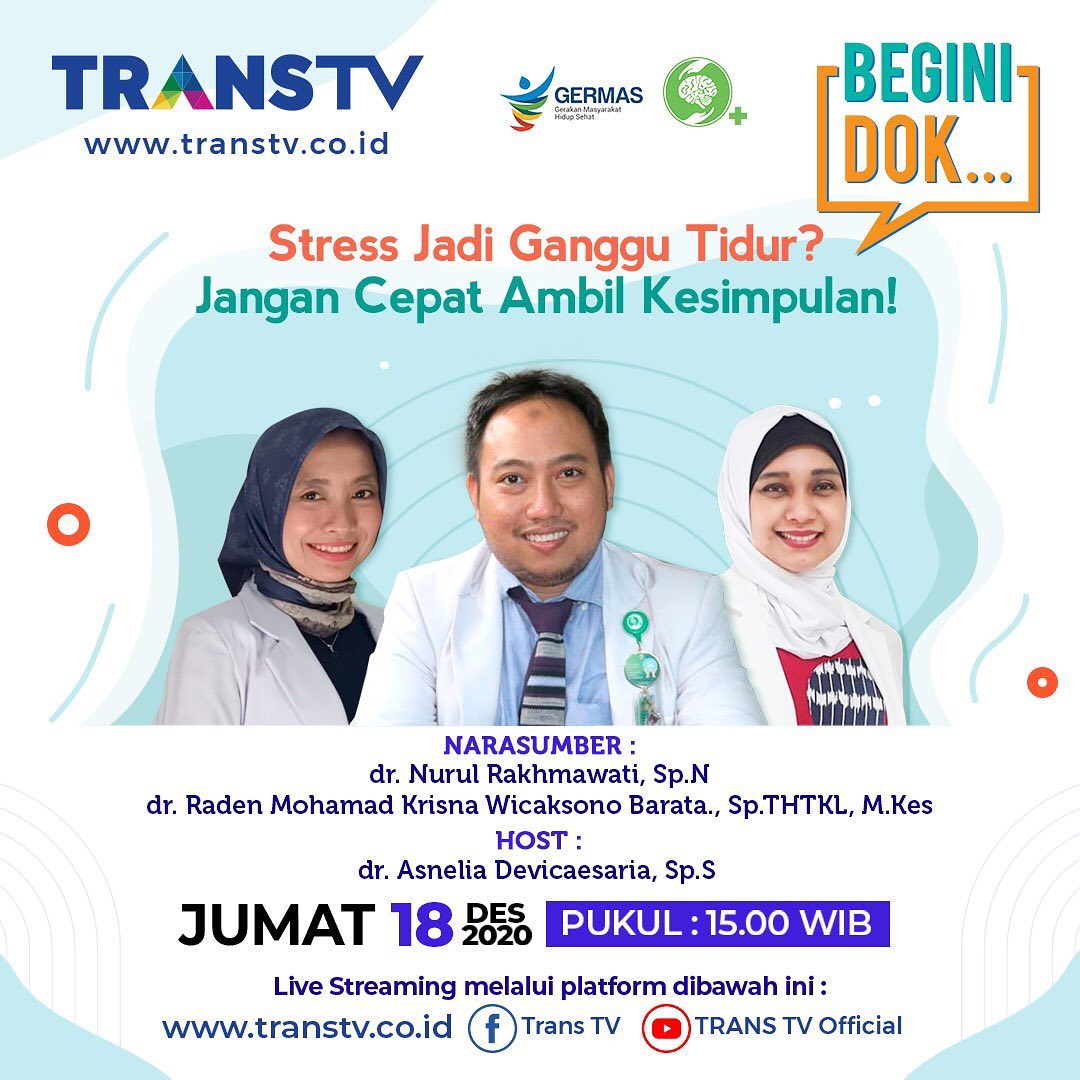 TRANSTV
www.transtv.co.id
GERMAS
Gerakan Masyarakat
Hidup Sehat
BEGINI
DOK...
Stress Jadi Ganggu Tidur?
Jangan Cepat Ambil Kesimpulan!
NARASUMBER :
dr. Nurul Rakhmawati, Sp.N
dr. Raden Mohamad Krisna Wicaksono Barata., Sp.THTKL, M.Kes
HOST :
dr. Asnelia Devicaesaria, Sp.S
JUMAT 18 DES 2020 PUKUL : 15.00 WIB
Live Streaming melalui platform dibawah ini :
www.transtv.co.id f Trans TV TRANS TV Official